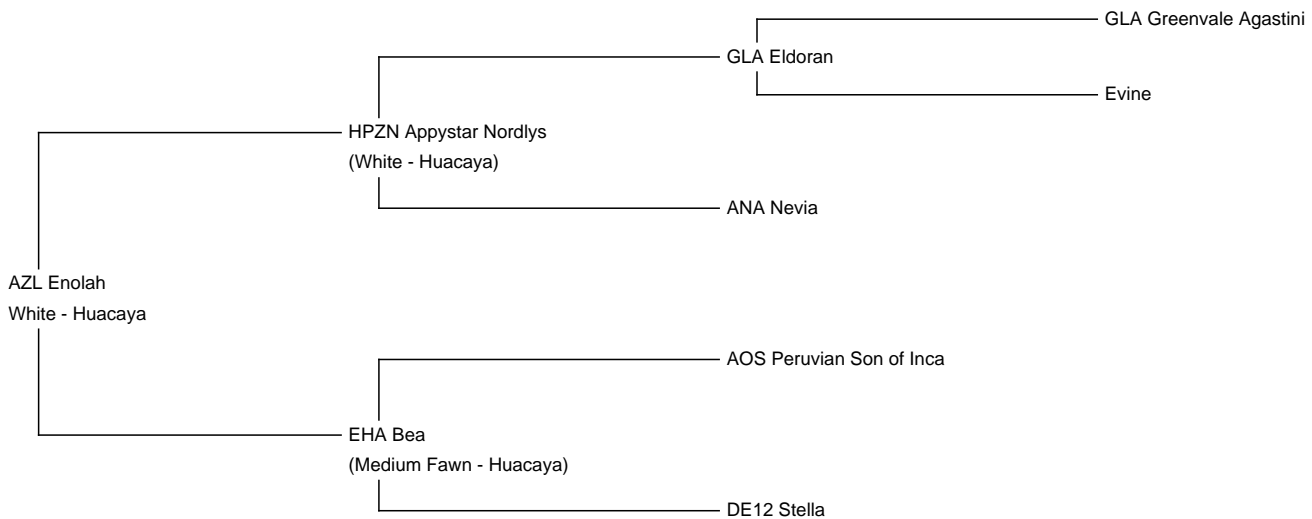 GLA Greenvale Agastini
GLA Eldoran
Evine
HPZN Appystar Nordlys
(White - Huacaya)
ANA Nevia
AZL Enolah
White - Huacaya
AOS Peruvian Son of Inca
EHA Bea
(Medium Fawn - Huacaya)
DE12 Stella